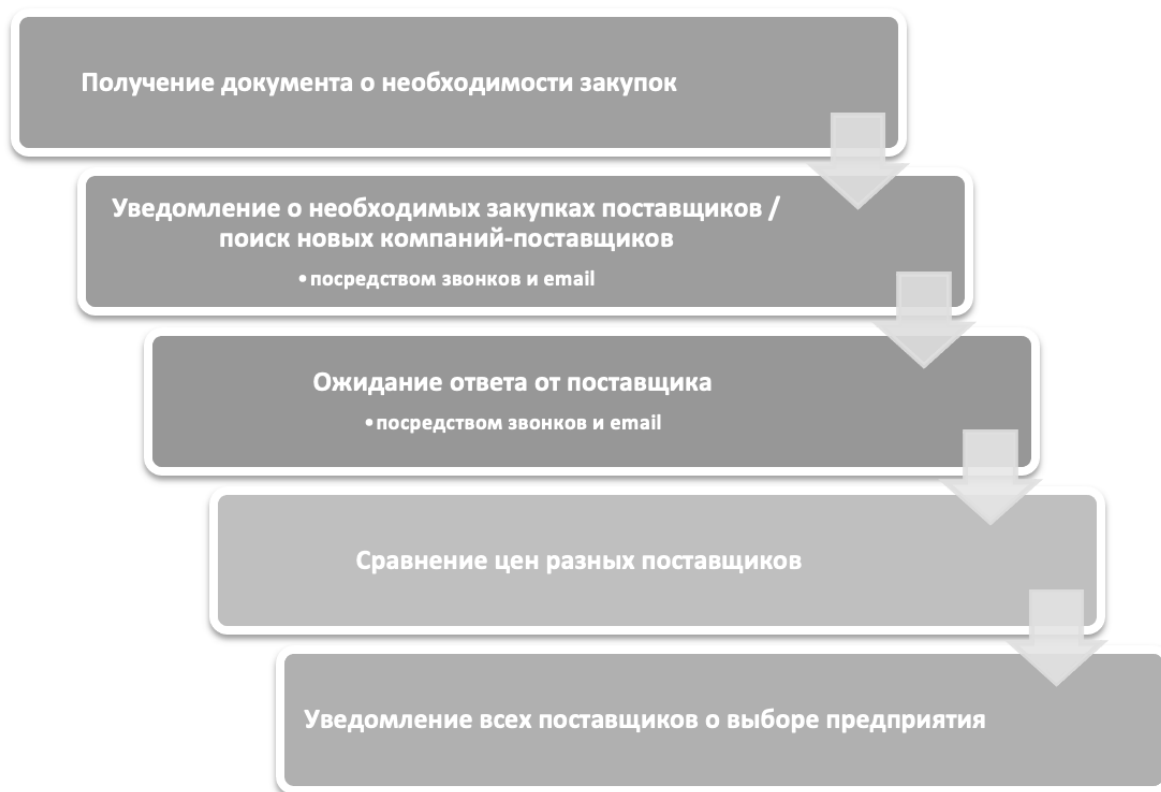 Получение документа о необходимости закупок
Уведомление о необходимых закупках поставщиков /
поиск новых компаний-поставщиков
• посредством звонков и email
Ожидание ответа от поставщика
• посредством звонков и email
Сравнение цен разных поставщиков
Уведомление всех поставщиков о выборе предприятия